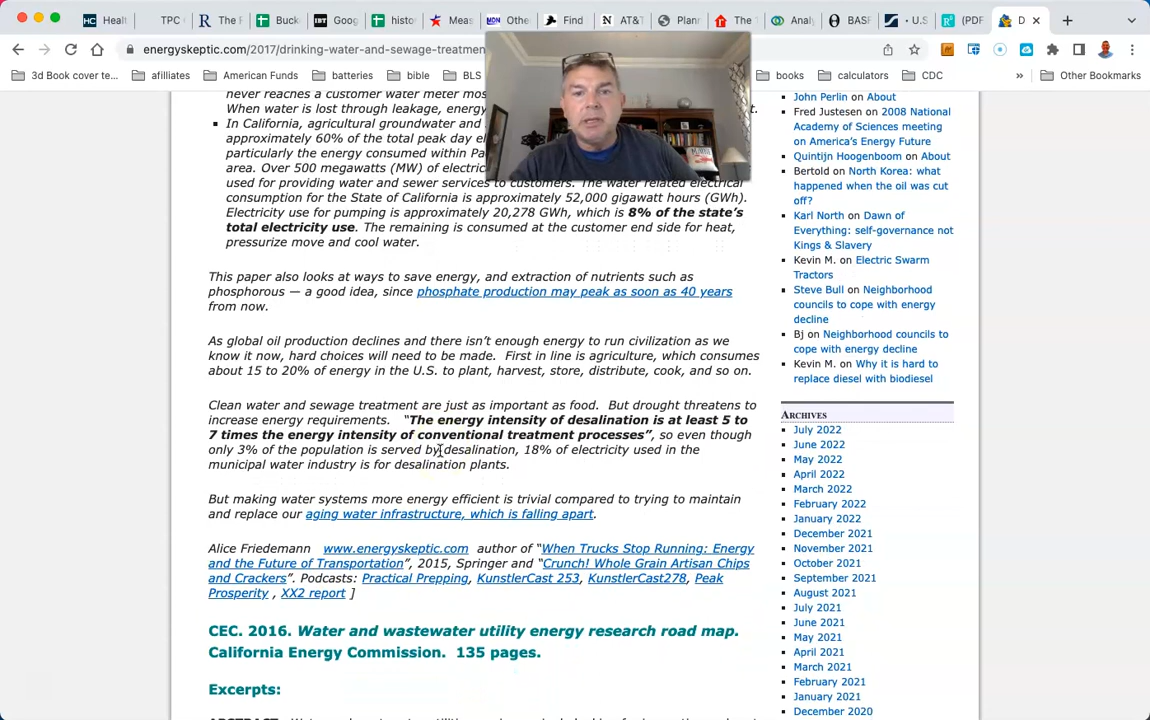 Healt
TPC
The F
Buck
Goog
histo
Meas
Othe
Find
AT&T
Planr
The T
Analy
BASF
U.S
(PDF
D
energyskeptic.com/2017/drinking-water-and-sewage-treatmen
3d Book cover te...
afiliates
American Funds
batteries
bible
BLS
books
calculators
CDC
»
Other Bookmarks
never reaches a customer water meter mos
When water is lost through leakage, energy
t.
In California, agricultural groundwater and
approximately 60% of the total peak day el
particularly the energy consumed within Pa
area. Over 500 megawatts (MW) of electric
used for providing water and sewer services to customers. The water related electrical
consumption for the State of California is approximately 52,000 gigawatt hours (GWh).
Electricity use for pumping is approximately 20,278 GWh, which is 8% of the state's
total electricity use. The remaining is consumed at the customer end side for heat,
pressurize move and cool water.
This paper also looks at ways to save energy, and extraction of nutrients such as
phosphorous — a good idea, since phosphate production may peak as soon as 40 years
from now.
As global oil production declines and there isn't enough energy to run civilization as we
know it now, hard choices will need to be made. First in line is agriculture, which consumes
about 15 to 20% of energy in the U.S. to plant, harvest, store, distribute, cook, and so on.
Clean water and sewage treatment are just as important as food. But drought threatens to
increase energy requirements. "The energy intensity of desalination is at least 5 to
7 times the energy intensity of conventional treatment processes", so even though
only 3% of the population is served by desalination, 18% of electricity used in the
municipal water industry is for desalination plants.
But making water systems more energy efficient is trivial compared to trying to maintain
and replace our aging water infrastructure, which is falling apart.
Alice Friedemann www.energyskeptic.com author of "When Trucks Stop Running: Energy
and the Future of Transportation", 2015, Springer and "Crunch! Whole Grain Artisan Chips
and Crackers". Podcasts: Practical Prepping, KunstlerCast 253, KunstlerCast278, Peak
Prosperity , XX2 report ]
CEC. 2016. Water and wastewater utility energy research road map.
California Energy Commission. 135 pages.
Excerpts:
John Perlin on About
Fred Justesen on 2008 National
Academy of Sciences meeting
on America's Energy Future
Quintijn Hoogenboom on About
Bertold on North Korea: what
happened when the oil was cut
off?
Karl North on Dawn of
Everything: self-governance not
Kings & Slavery
Kevin M. on Electric Swarm
Tractors
Steve Bull on Neighborhood
councils to cope with energy
decline
Bj on Neighborhood councils to
cope with energy decline
Kevin M. on Why it is hard to
replace diesel with biodiesel
ARCHIVES
July 2022
June 2022
May 2022
April 2022
March 2022
February 2022
January 2022
December 2021
November 2021
October 2021
September 2021
August 2021
July 2021
June 2021
May 2021
April 2021
March 2021
February 2021
January 2021
December 2020